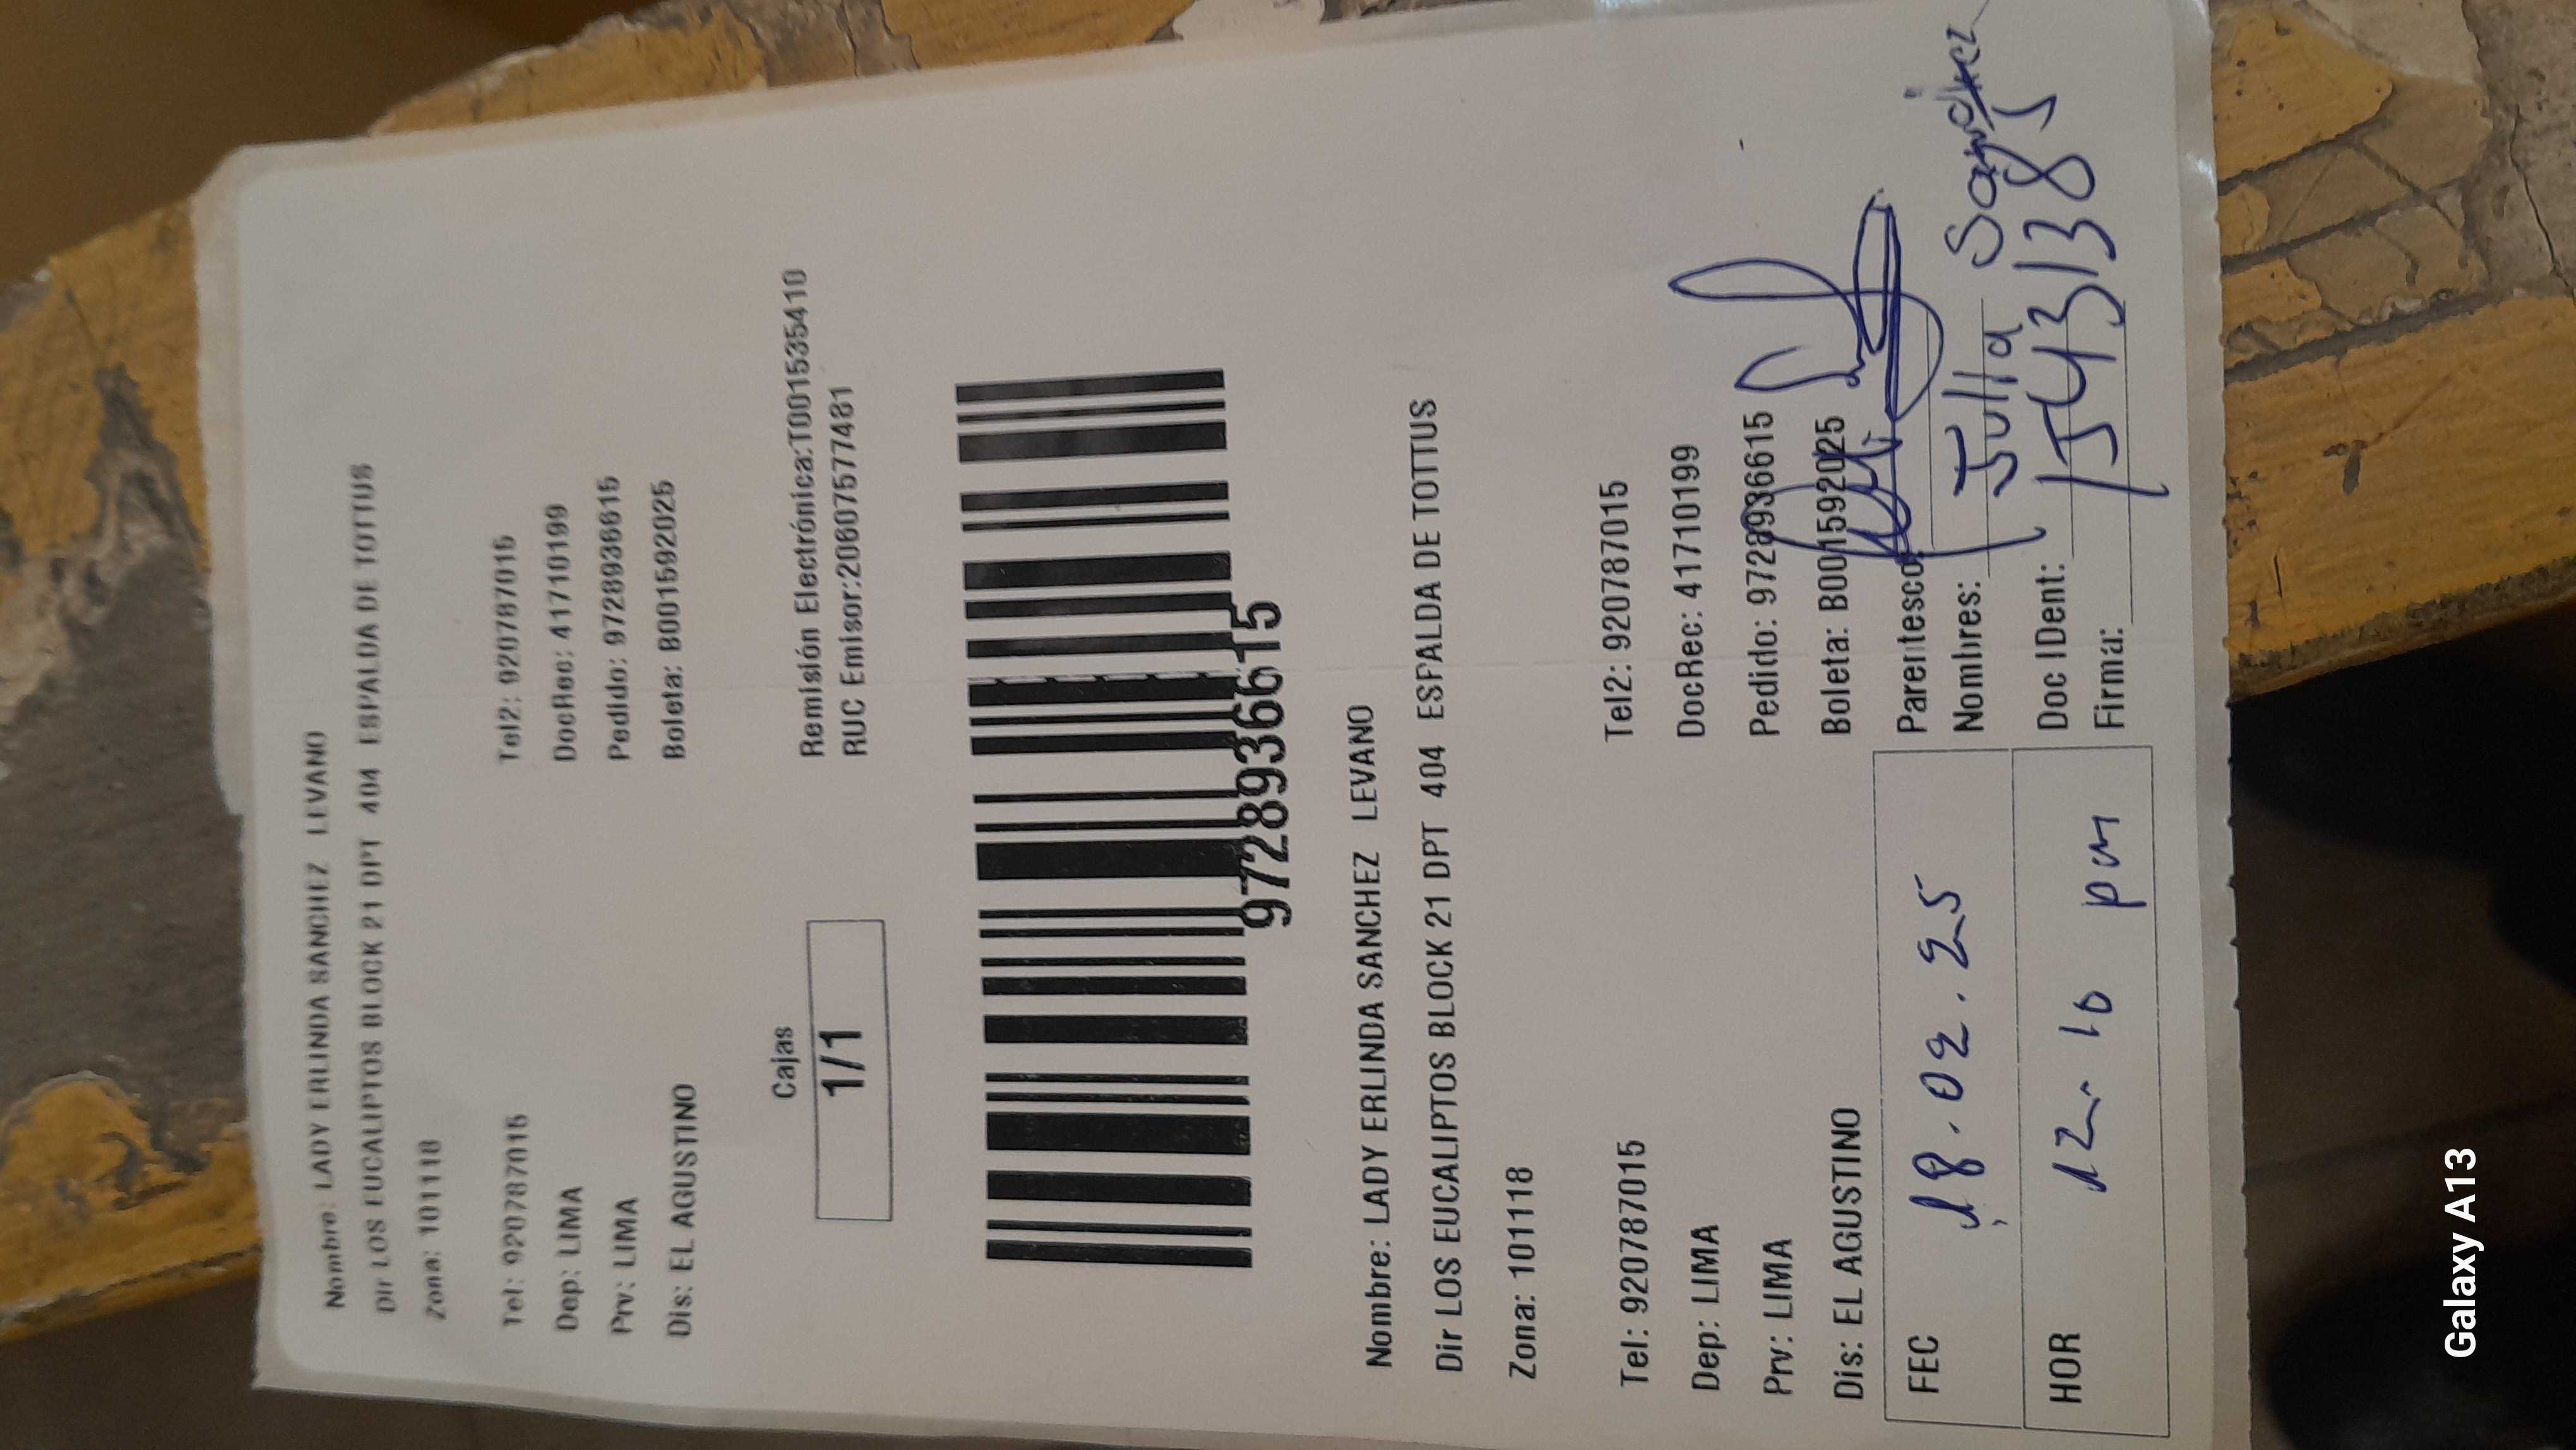 Nombre: LADY ERLINDA SANCHEZ LEVANO
Dir LOS EUCALIPTOS BLOCK 21 DPT 404 ESPALDA DE TOTTUS
Zona: 101118
Tel: 920787015 Tel2: 920787015
Dep: LIMA DocRec: 41710199
Prv: LIMA Pedido: 9728936615
Dis: EL AGUSTINO Boleta: B001592025
Cajas
1/1
Remisión Electrónica:T001535410
RUC Emisor:20607577481
9728936615
Nombre: LADY ERLINDA SANCHEZ LEVANO
Dir LOS EUCALIPTOS BLOCK 21 DPT 404 ESPALDA DE TOTTUS
Zona: 101118
Tel: 920787015 Tel2: 920787015
Dep: LIMA DocRec: 41710199
Prv: LIMA Pedido: 9728936615
Dis: EL AGUSTINO Boleta: B001592025
FEC 18.02.25
HOR 12.10 pm
Parentesco:
Nombres: Julia Sanchez
Doc IDent:
Firma:
Galaxy A13